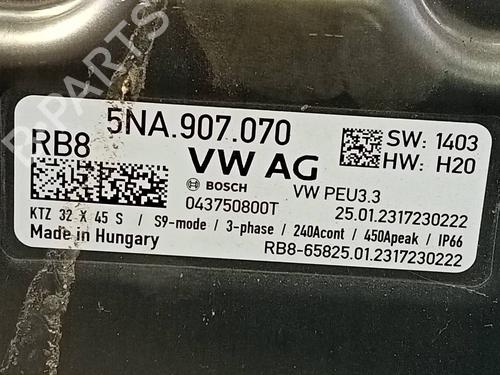 5NA.907.070
RB8
VW AG
SW: 1403
HW: H20
BOSCH
VW PEU3.3
043750800T
25.01.2317230222
KTZ 32 X 45 S / S9-mode / 3-phase / 240Acont / 450Apeak / IP66
Made in Hungary
RB8-65825.01.2317230222
B-PARTS